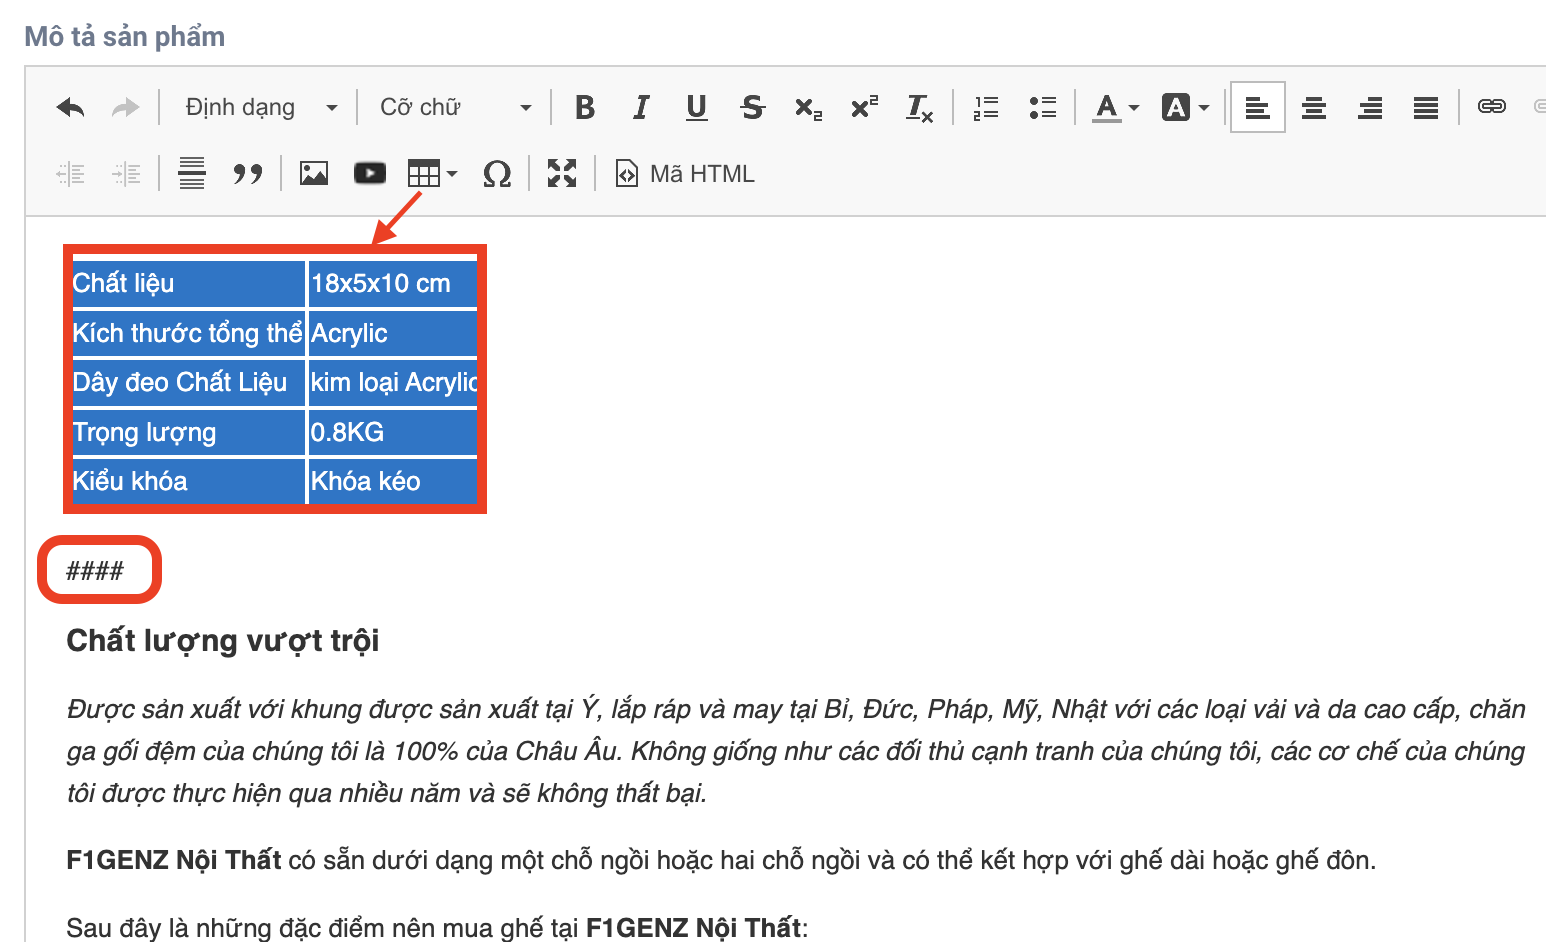 Mô tả sản phẩm
Định dạng Cỡ chữ B I U S x₂ x² Tx A A
Mã HTML
Chất liệu 18x5x10 cm
Kích thước tổng thể Acrylic
Dây đeo Chất Liệu kim loại Acrylic
Trọng lượng 0.8KG
Kiểu khóa Khóa kéo
####
Chất lượng vượt trội
Được sản xuất với khung được sản xuất tại Ý, lắp ráp và may tại Bỉ, Đức, Pháp, Mỹ, Nhật với các loại vải và da cao cấp, chăn
ga gối đệm của chúng tôi là 100% của Châu Âu. Không giống như các đối thủ cạnh tranh của chúng tôi, các cơ chế của chúng
tôi được thực hiện qua nhiều năm và sẽ không thất bại.
F1GENZ Nội Thất có sẵn dưới dạng một chỗ ngồi hoặc hai chỗ ngồi và có thể kết hợp với ghế dài hoặc ghế đôn.
Sau đây là những đặc điểm nên mua ghế tại F1GENZ Nội Thất: